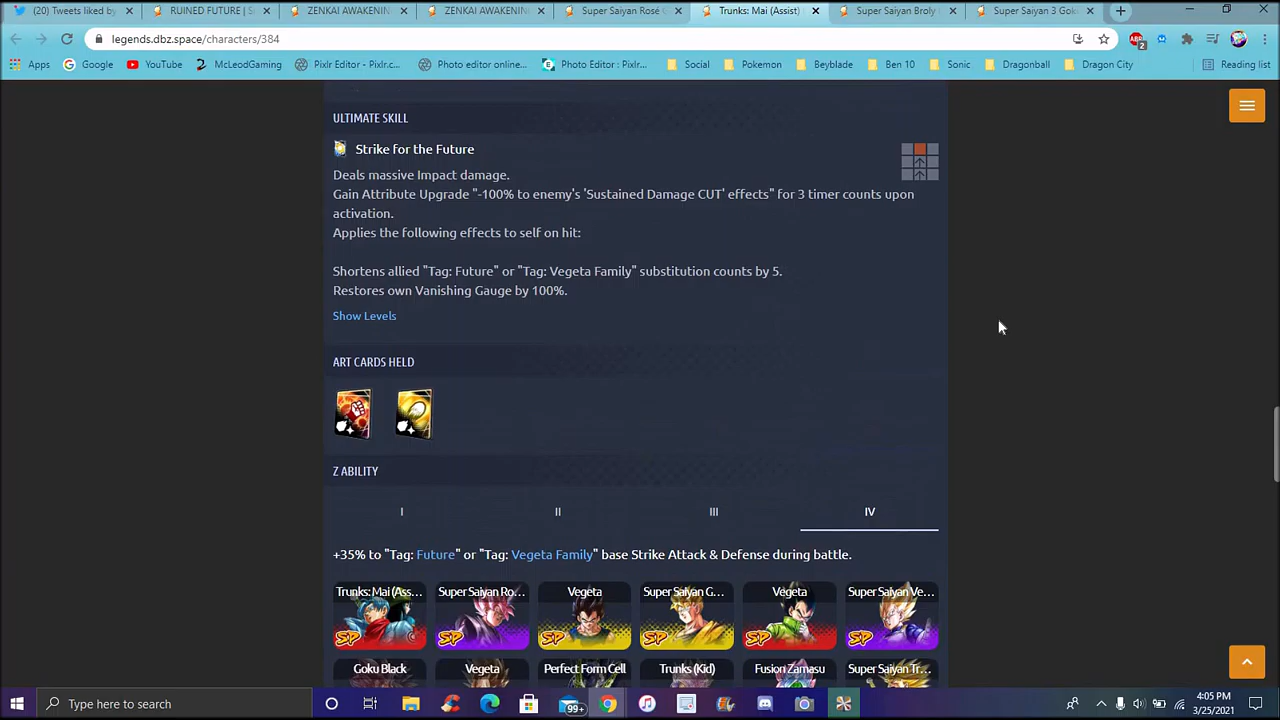 (20) Tweets liked by
RUINED FUTURE | S
ZENKAI AWAKENIN
ZENKAI AWAKENIN
Super Saiyan Rosé G
Trunks: Mai (Assist)
Super Saiyan Broly
Super Saiyan 3 Gok
legends.dbz.space/characters/384
ABP
2
Apps
Google
YouTube
McLeodGaming
Pixlr Editor - Pixlr.c...
Photo editor online...
Photo Editor : Pixlr...
Social
Pokemon
Beyblade
Ben 10
Sonic
Dragonball
Dragon City
Reading list
ULTIMATE SKILL
Strike for the Future
Deals massive Impact damage.
Gain Attribute Upgrade "-100% to enemy's 'Sustained Damage CUT' effects" for 3 timer counts upon
activation.
Applies the following effects to self on hit:
Shortens allied "Tag: Future" or "Tag: Vegeta Family" substitution counts by 5.
Restores own Vanishing Gauge by 100%.
Show Levels
ART CARDS HELD
Z ABILITY
I
II
III
IV
+35% to "Tag: Future" or "Tag: Vegeta Family" base Strike Attack & Defense during battle.
Trunks: Mai (Ass...
Super Saiyan Ro...
Vegeta
Super Saiyan G...
Vegeta
Super Saiyan Ve...
SP
SP
SP
SP
SP
SP
Goku Black
Vegeta
Perfect Form Cell
Trunks (Kid)
Fusion Zamasu
Super Saiyan Tr...
Type here to search
99+
4:05 PM
3/25/2021